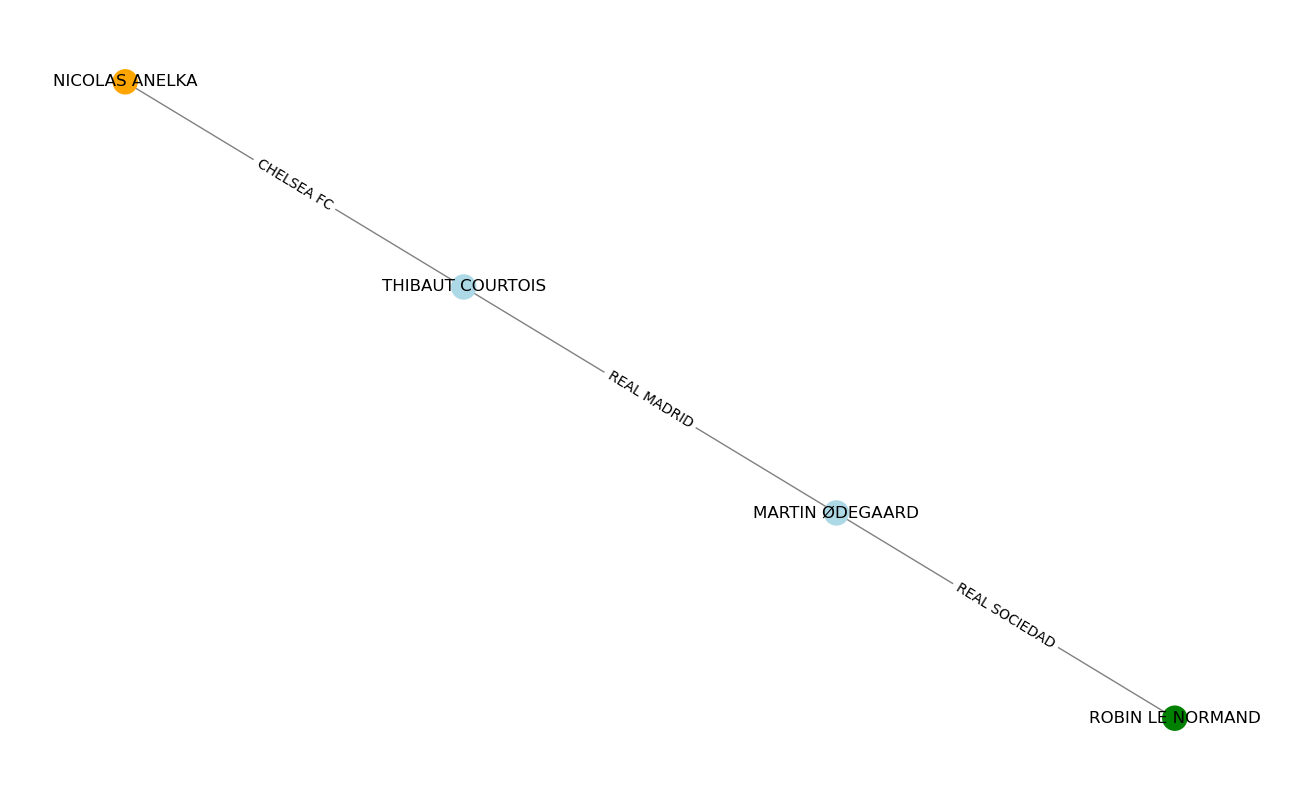 NICOLAS ANELKA
CHELSEA FC
THIBAUT COURTOIS
REAL MADRID
MARTIN ØDEGAARD
REAL SOCIEDAD
ROBIN LE NORMAND